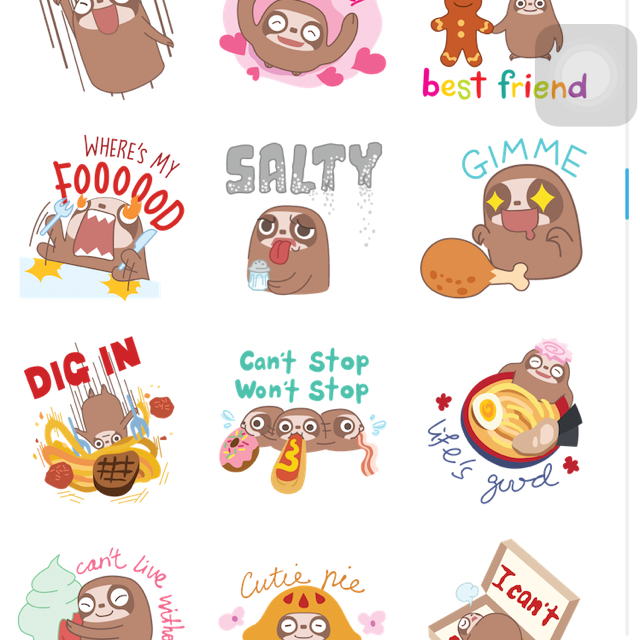 best friend
WHERE'S MY
FOOOOOD
SALTY
GIMME
DIG IN
Can't Stop
Won't Stop
life's good
can't live
Cutie pie
I can't